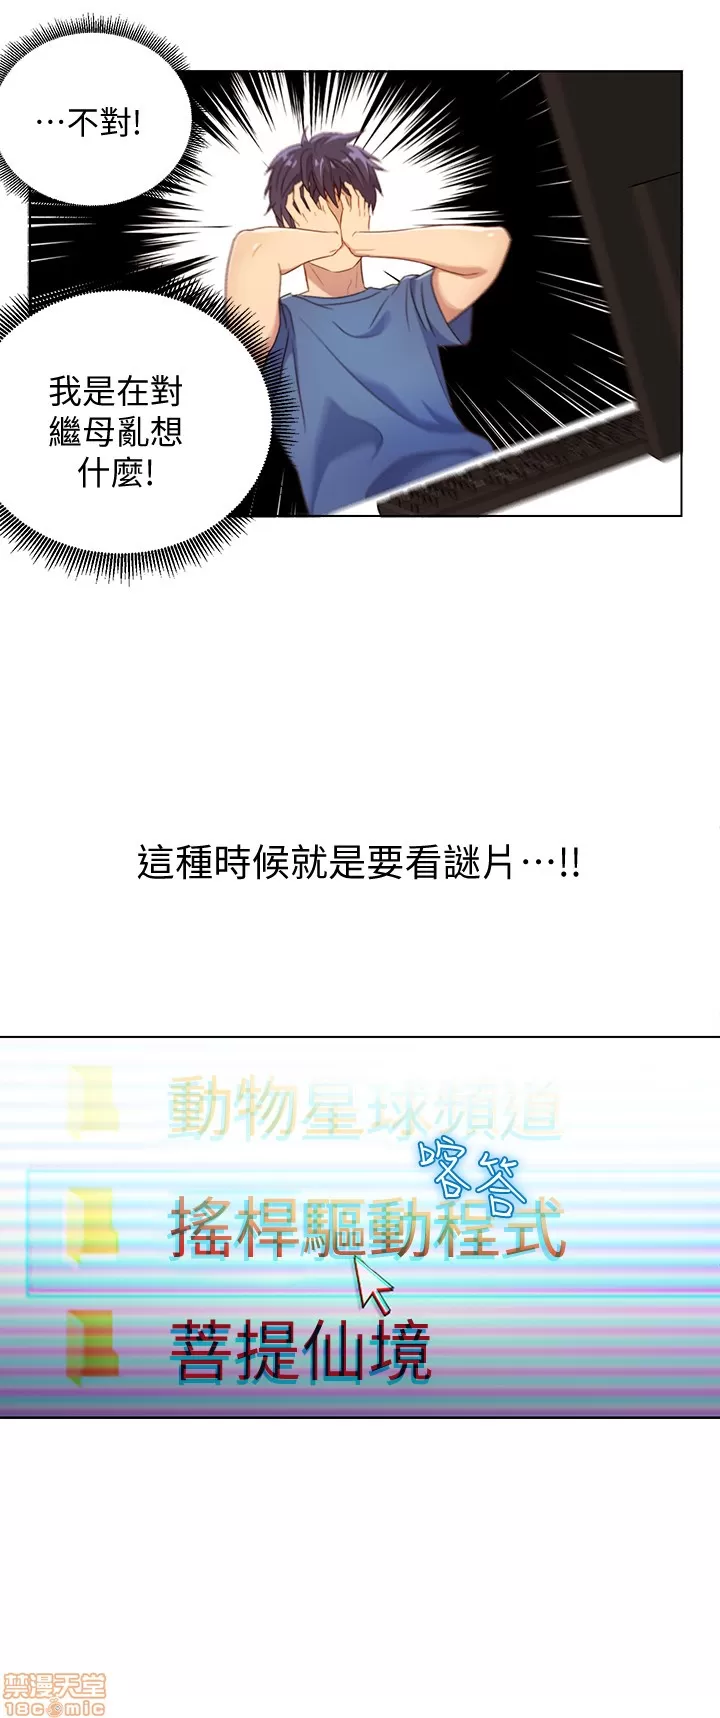 …不對!
我是在對
繼母亂想
什麼!
這種時候就是要看謎片…!!
動物星球頻道
喀答
搖桿驅動程式
菩提仙境
禁漫天堂
18comic